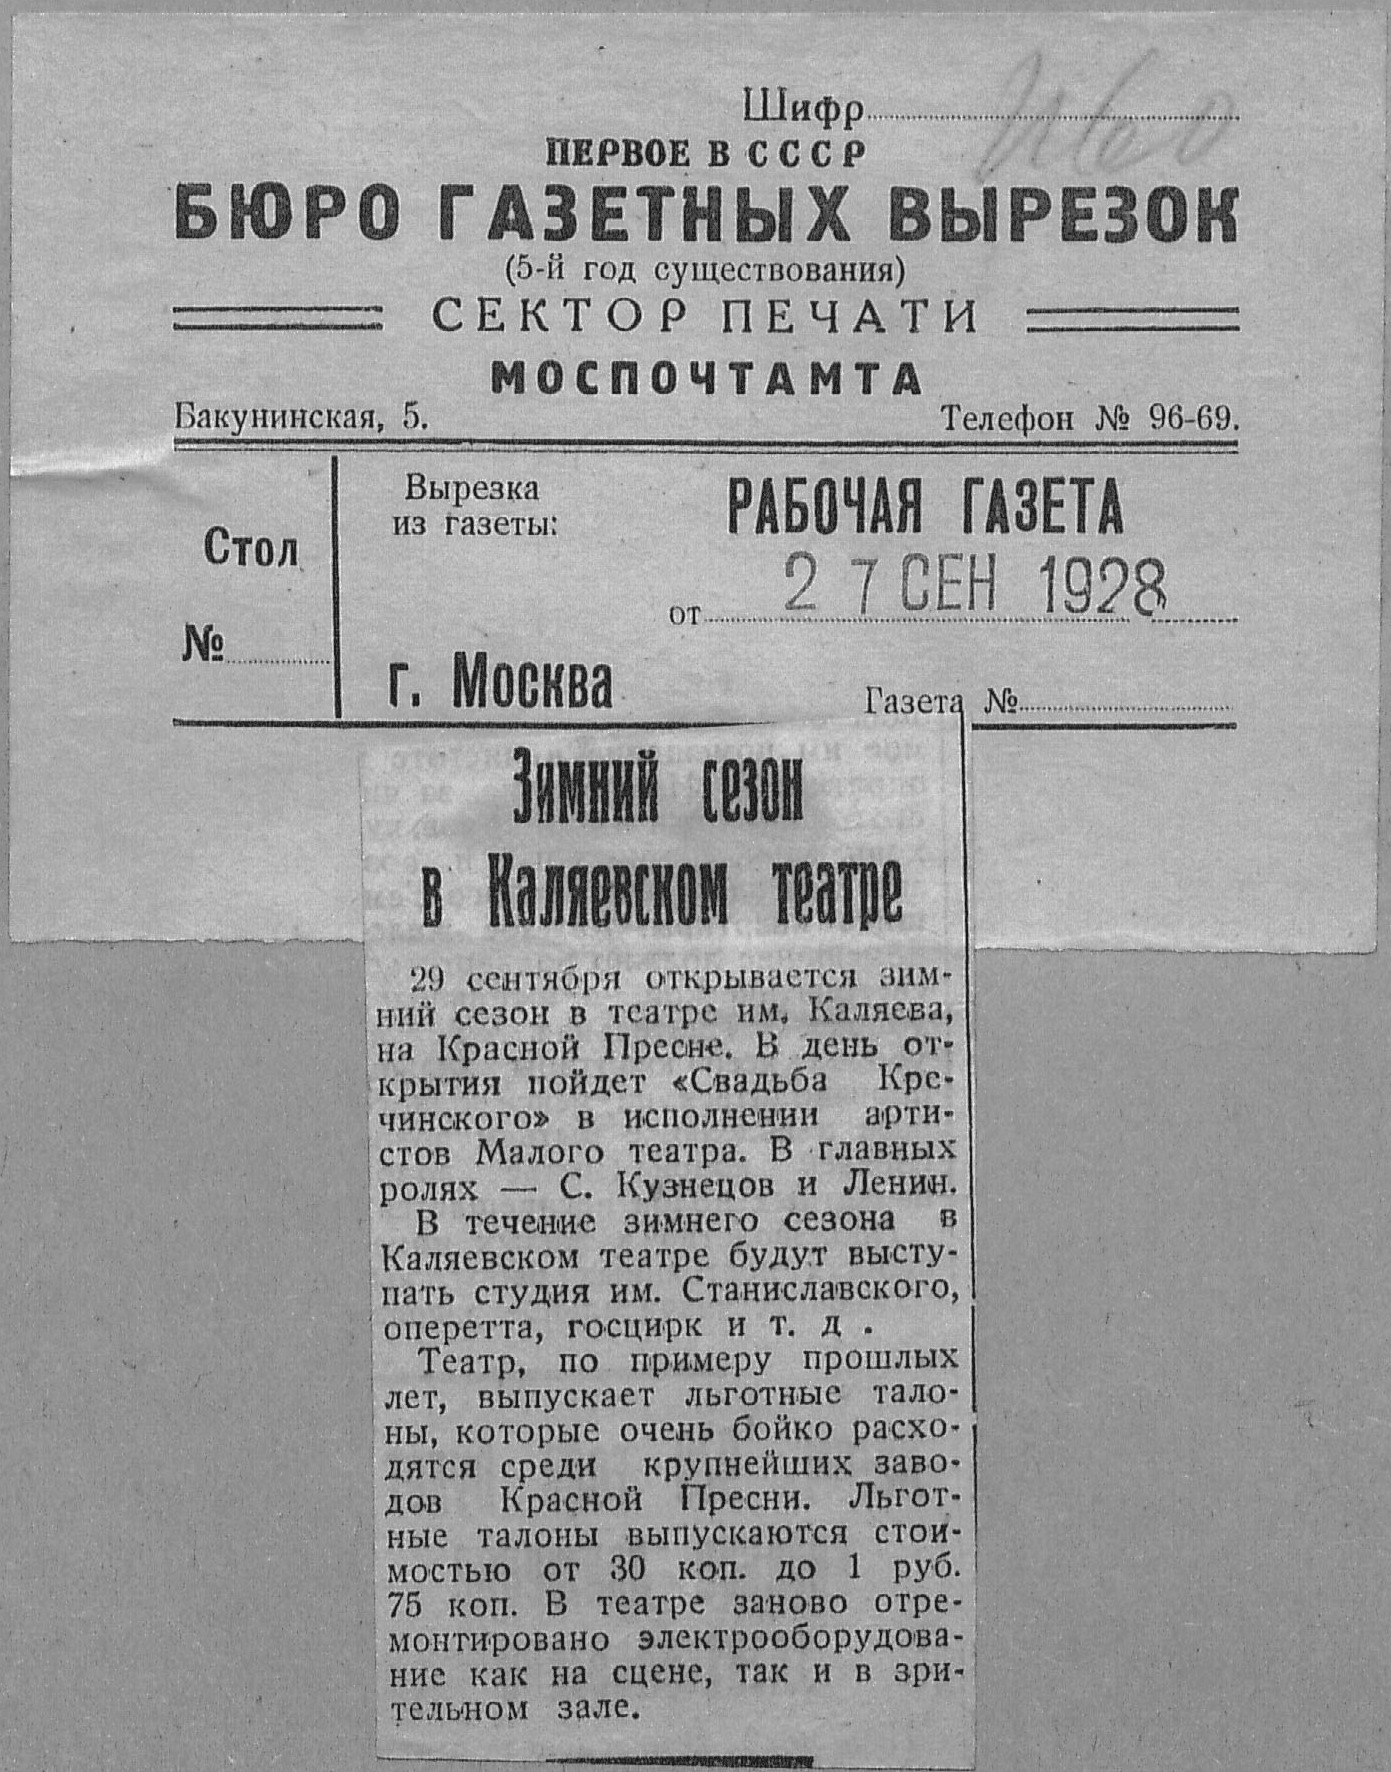 Шифр
ПЕРВОЕ В СССР
БЮРО ГАЗЕТНЫХ ВЫРЕЗОК
(5-й год существования)
СЕКТОР ПЕЧАТИ
МОСПОЧТАМТА
Бакунинская, 5. Телефон № 96-69.
Стол
№
Вырезка
из газеты:
РАБОЧАЯ ГАЗЕТА
от 27 СЕН 1928
г. Москва
Газета №
Зимний сезон
в Каляевском театре
29 сентября открывается зим-
ний сезон в театре им. Каляева,
на Красной Пресне. В день от-
крытия пойдет «Свадьба Кре-
чинского» в исполнении арти-
стов Малого театра. В главных
ролях — С. Кузнецов и Ленин.
В течение зимнего сезона в
Каляевском театре будут высту-
пать студия им. Станиславского,
оперетта, госцирк и т. д .
Театр, по примеру прошлых
лет, выпускает льготные тало-
ны, которые очень бойко расхо-
дятся среди крупнейших заво-
дов Красной Пресни. Льгот-
ные талоны выпускаются стои-
мостью от 30 коп. до 1 руб.
75 коп. В театре заново отре-
монтировано электрооборудова-
ние как на сцене, так и в зри-
тельном зале.